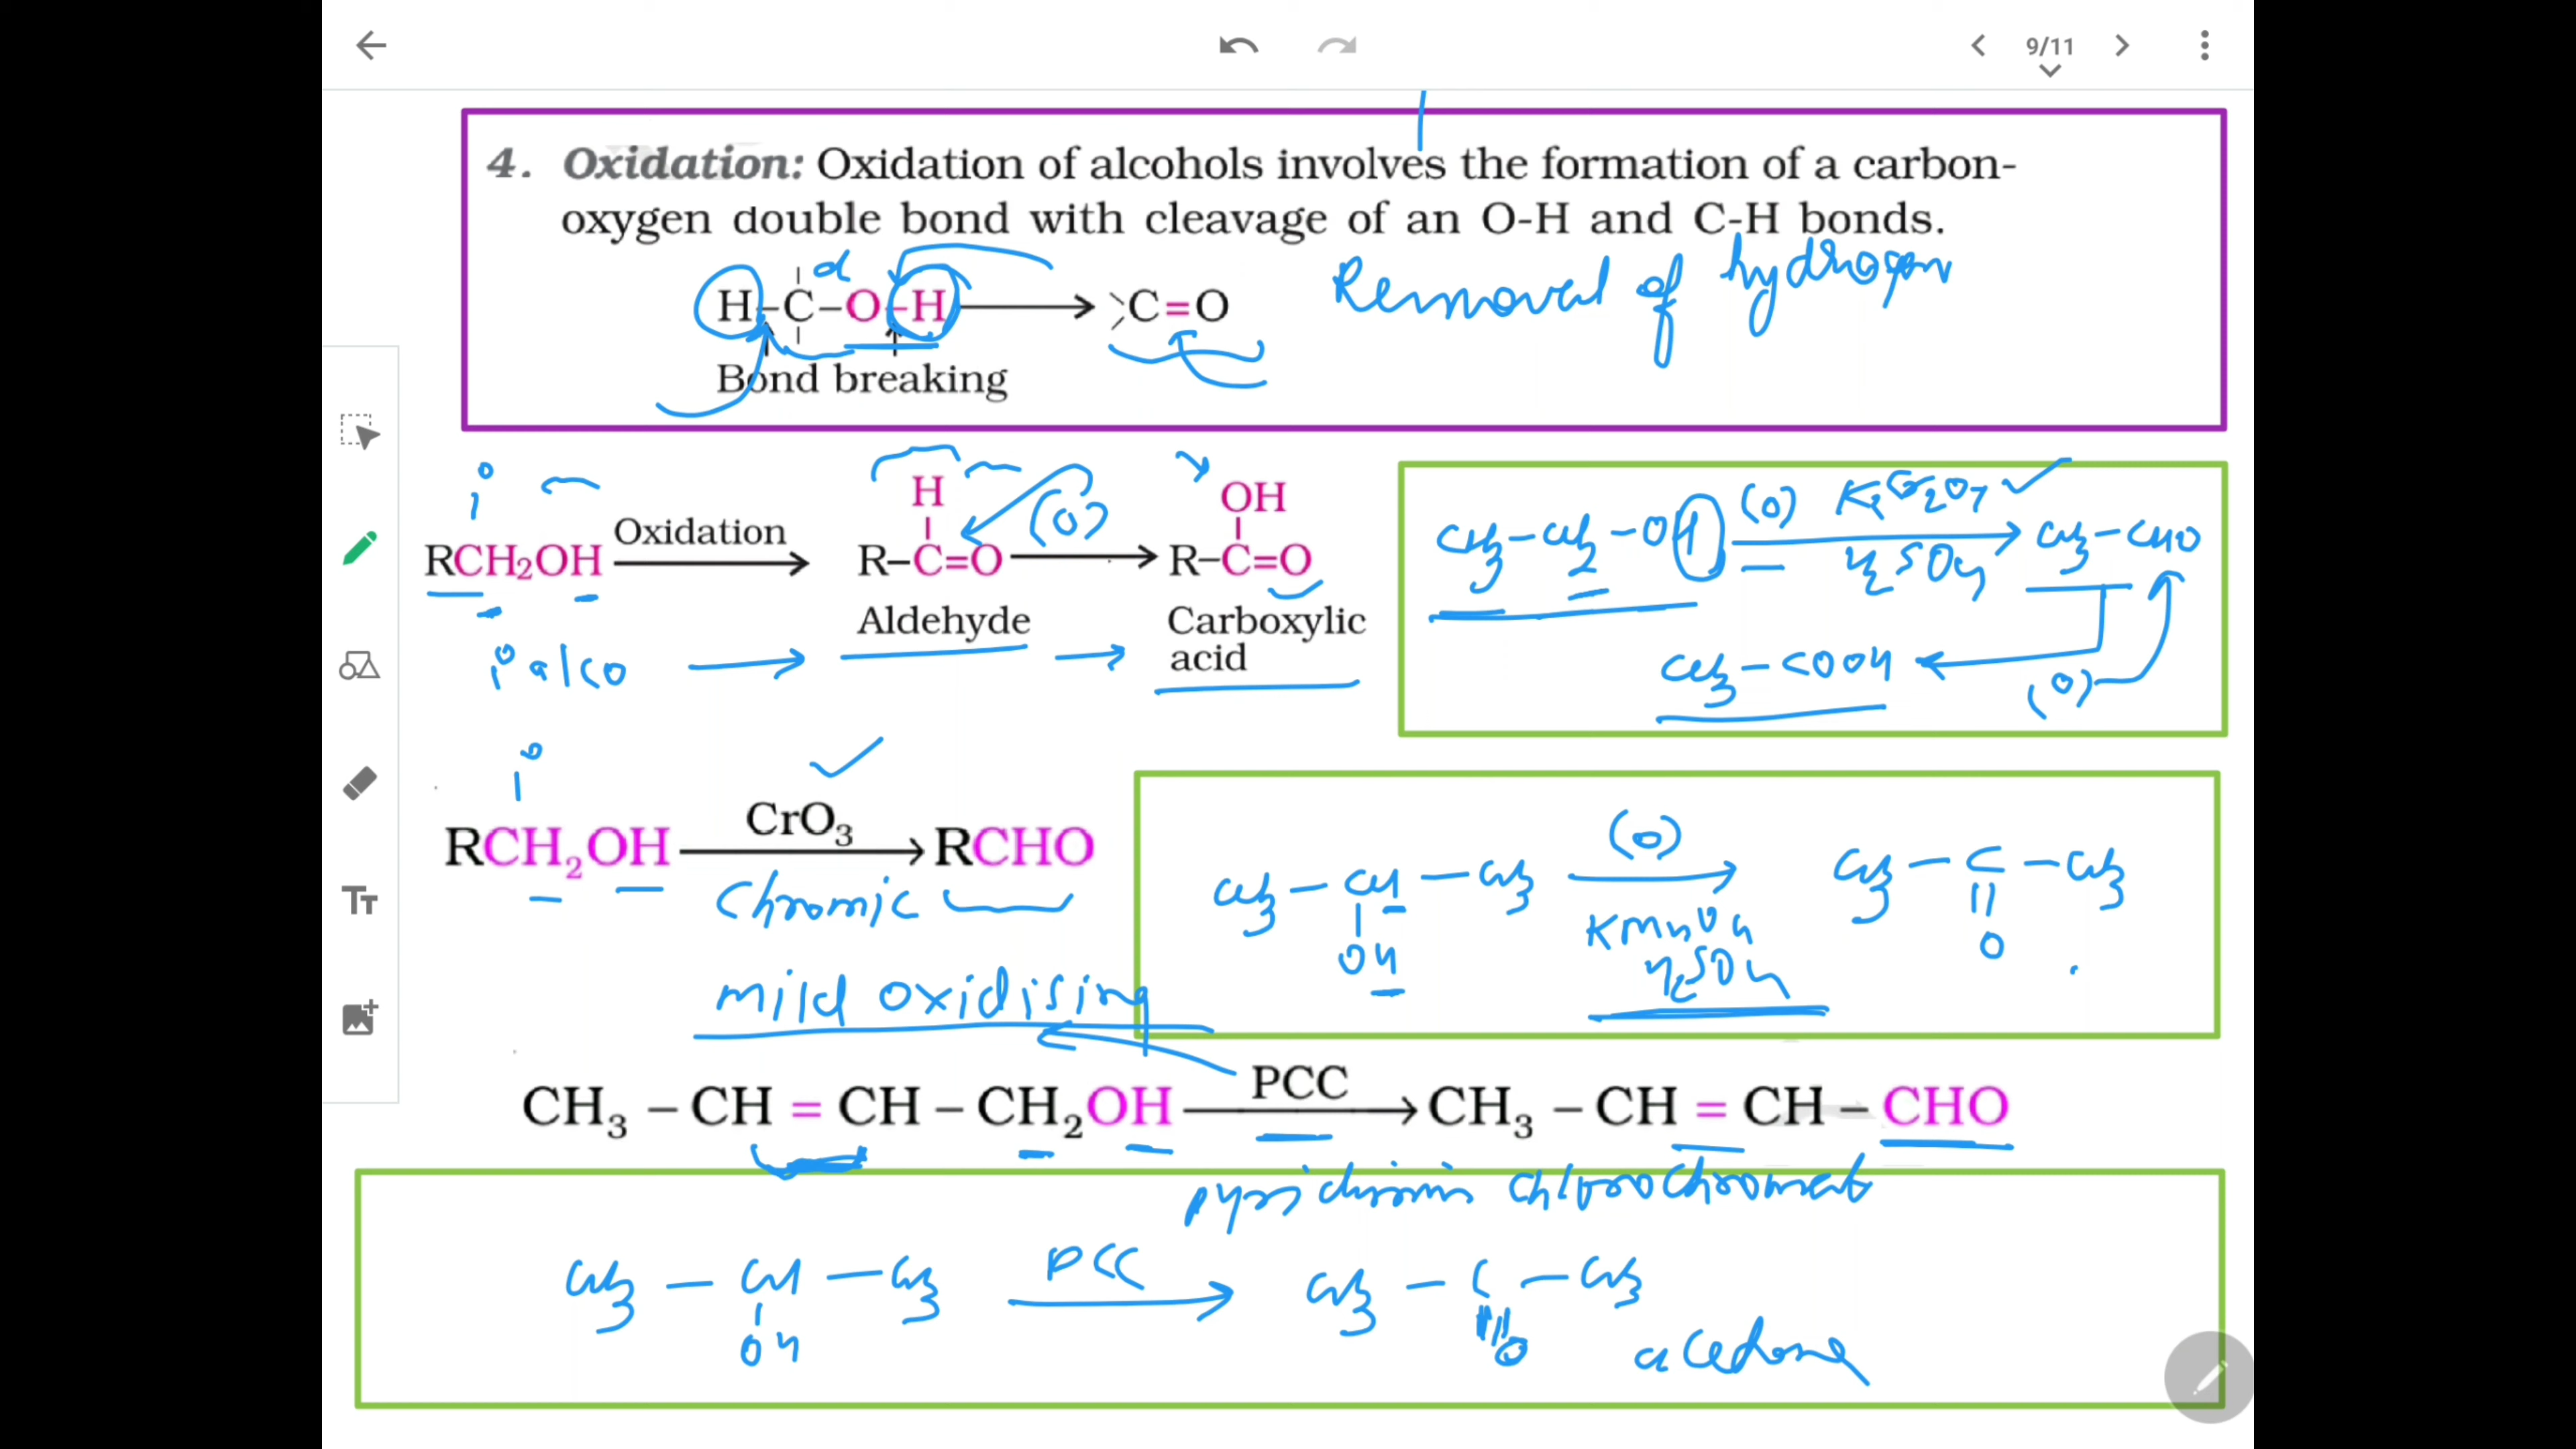 9/11
4. Oxidation: Oxidation of alcohols involves the formation of a carbon-
oxygen double bond with cleavage of an O-H and C-H bonds.
H–C–O–H → >C=O
α
Removal of hydrogen
Bond breaking
1°
RCH₂OH Oxidation → R–C=O (O) → R–C=O
H
OH
Aldehyde
Carboxylic
acid
1° alco → →
CH₃–CH₂–OH (O) K₂Cr₂O₇ → CH₃–CHO
H₂SO₄
CH₃–COOH ← (O)
1°
RCH₂OH CrO₃ → RCHO
Chromic
mild oxidising
CH₃–CH–CH₃ (O) → CH₃–C–CH₃
OH KMnO₄ O
H₂SO₄
CH₃ – CH = CH – CH₂OH PCC → CH₃ – CH = CH – CHO
CH₃ – CH – CH₃ PCC → CH₃ – C – CH₃
OH O
acetone
Tт